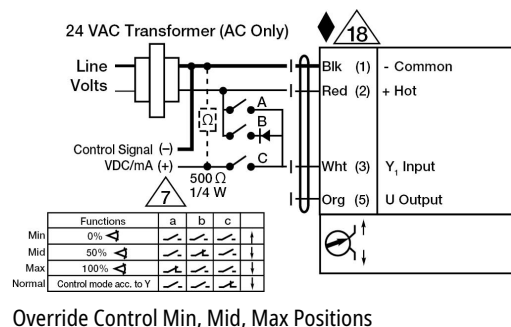 24 VAC Transformer (AC Only)
18
Line
Volts
Blk (1) - Common
Red (2) + Hot
A
B
Ω
Control Signal (–)
VDC/mA (+)
C
Wht (3) Y1 Input
500 Ω
1/4 W
7
Org (5) U Output
Functions a b c
Min 0%
Mid 50%
Max 100%
Normal Control mode acc. to Y
Override Control Min, Mid, Max Positions